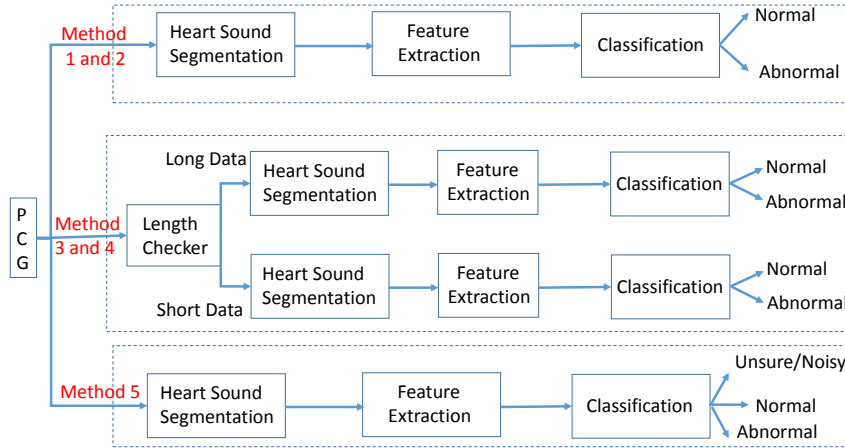 Method
1 and 2
Heart Sound
Segmentation
Feature
Extraction
Classification
Normal
Abnormal
P
C
G
Method
3 and 4
Length
Checker
Long Data
Heart Sound
Segmentation
Feature
Extraction
Classification
Normal
Abnormal
Short Data
Heart Sound
Segmentation
Feature
Extraction
Classification
Normal
Abnormal
Method 5
Heart Sound
Segmentation
Feature
Extraction
Classification
Unsure/Noisy
Normal
Abnormal